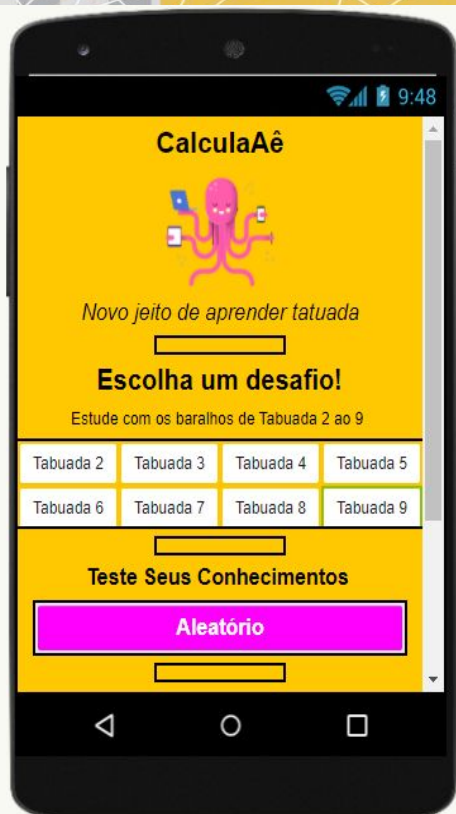 9:48
CalculaAê
Novo jeito de aprender tatuada
Escolha um desafio!
Estude com os baralhos de Tabuada 2 ao 9
Tabuada 2 Tabuada 3 Tabuada 4 Tabuada 5
Tabuada 6 Tabuada 7 Tabuada 8 Tabuada 9
Teste Seus Conhecimentos
Aleatório